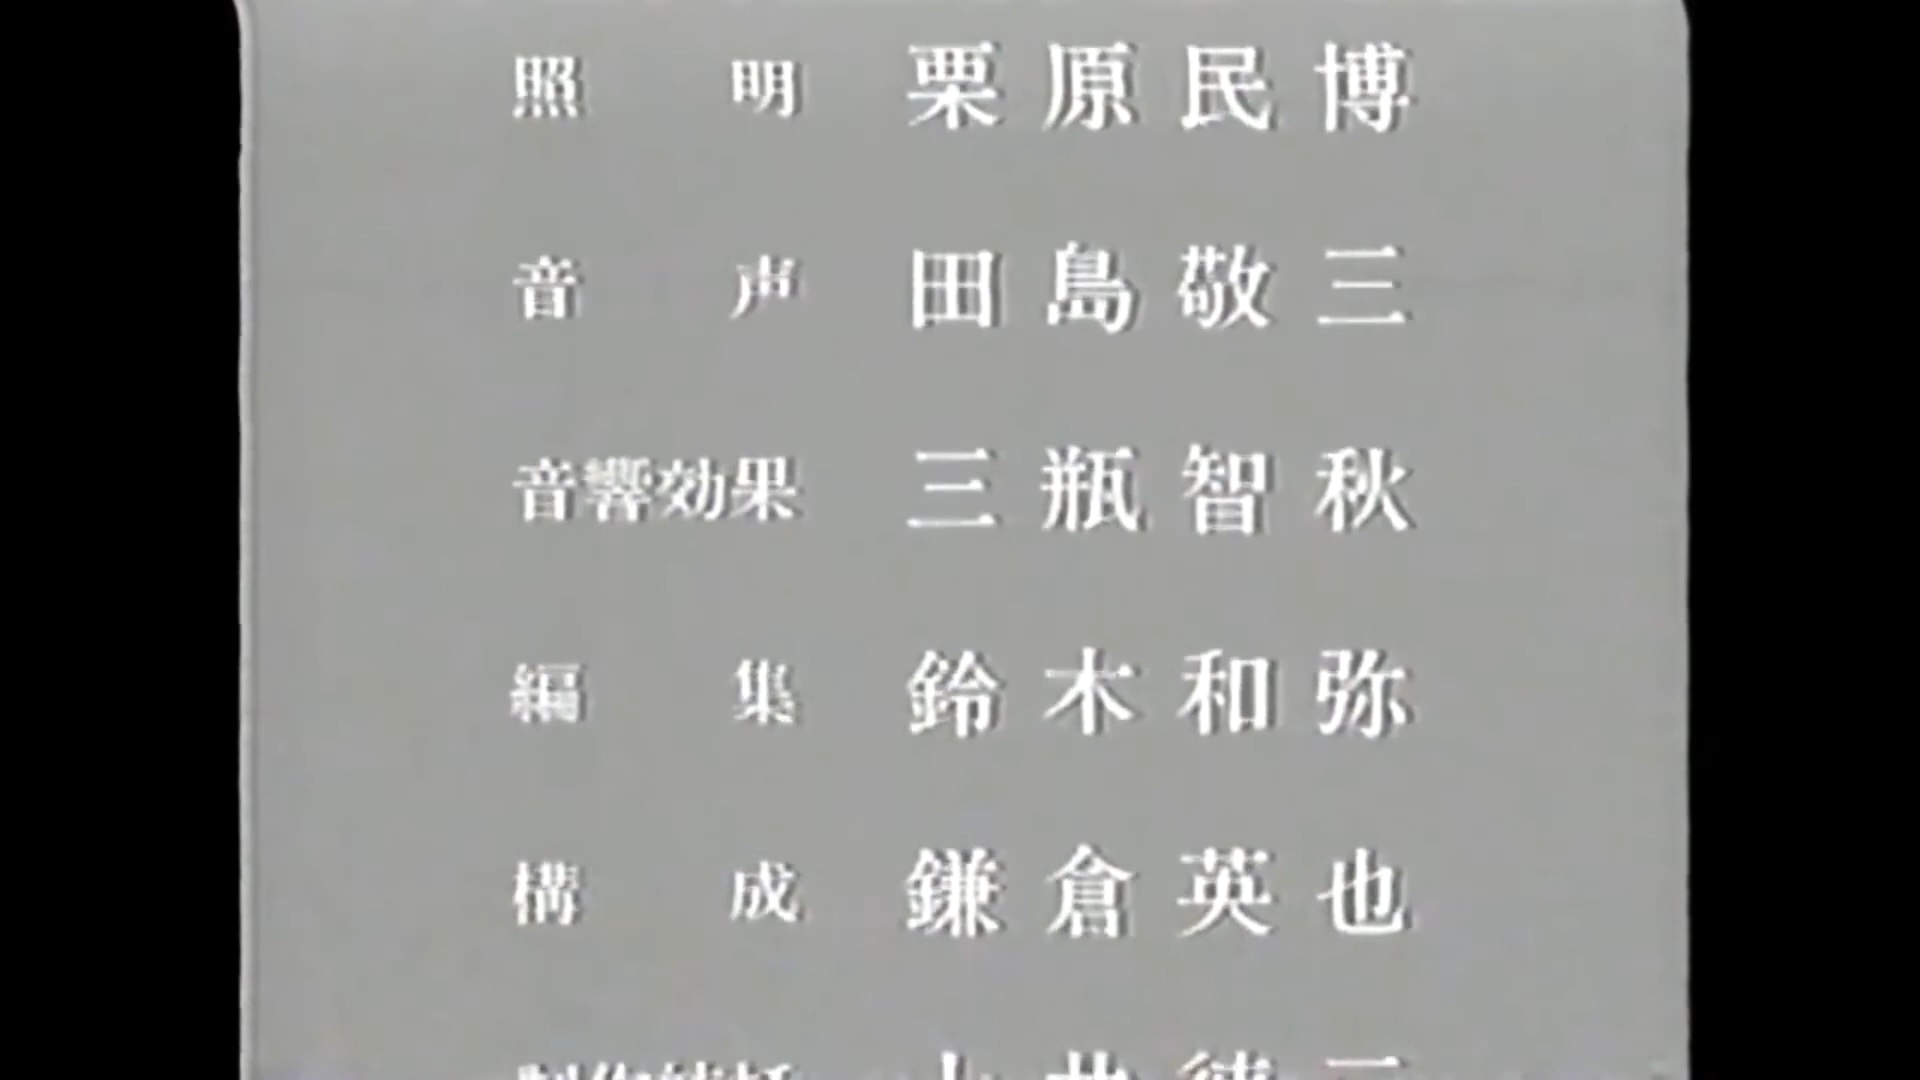 照明 栗原民博
音声 田島敬三
音響効果 三瓶智秋
編集 鈴木和弥
構成 鎌倉英也